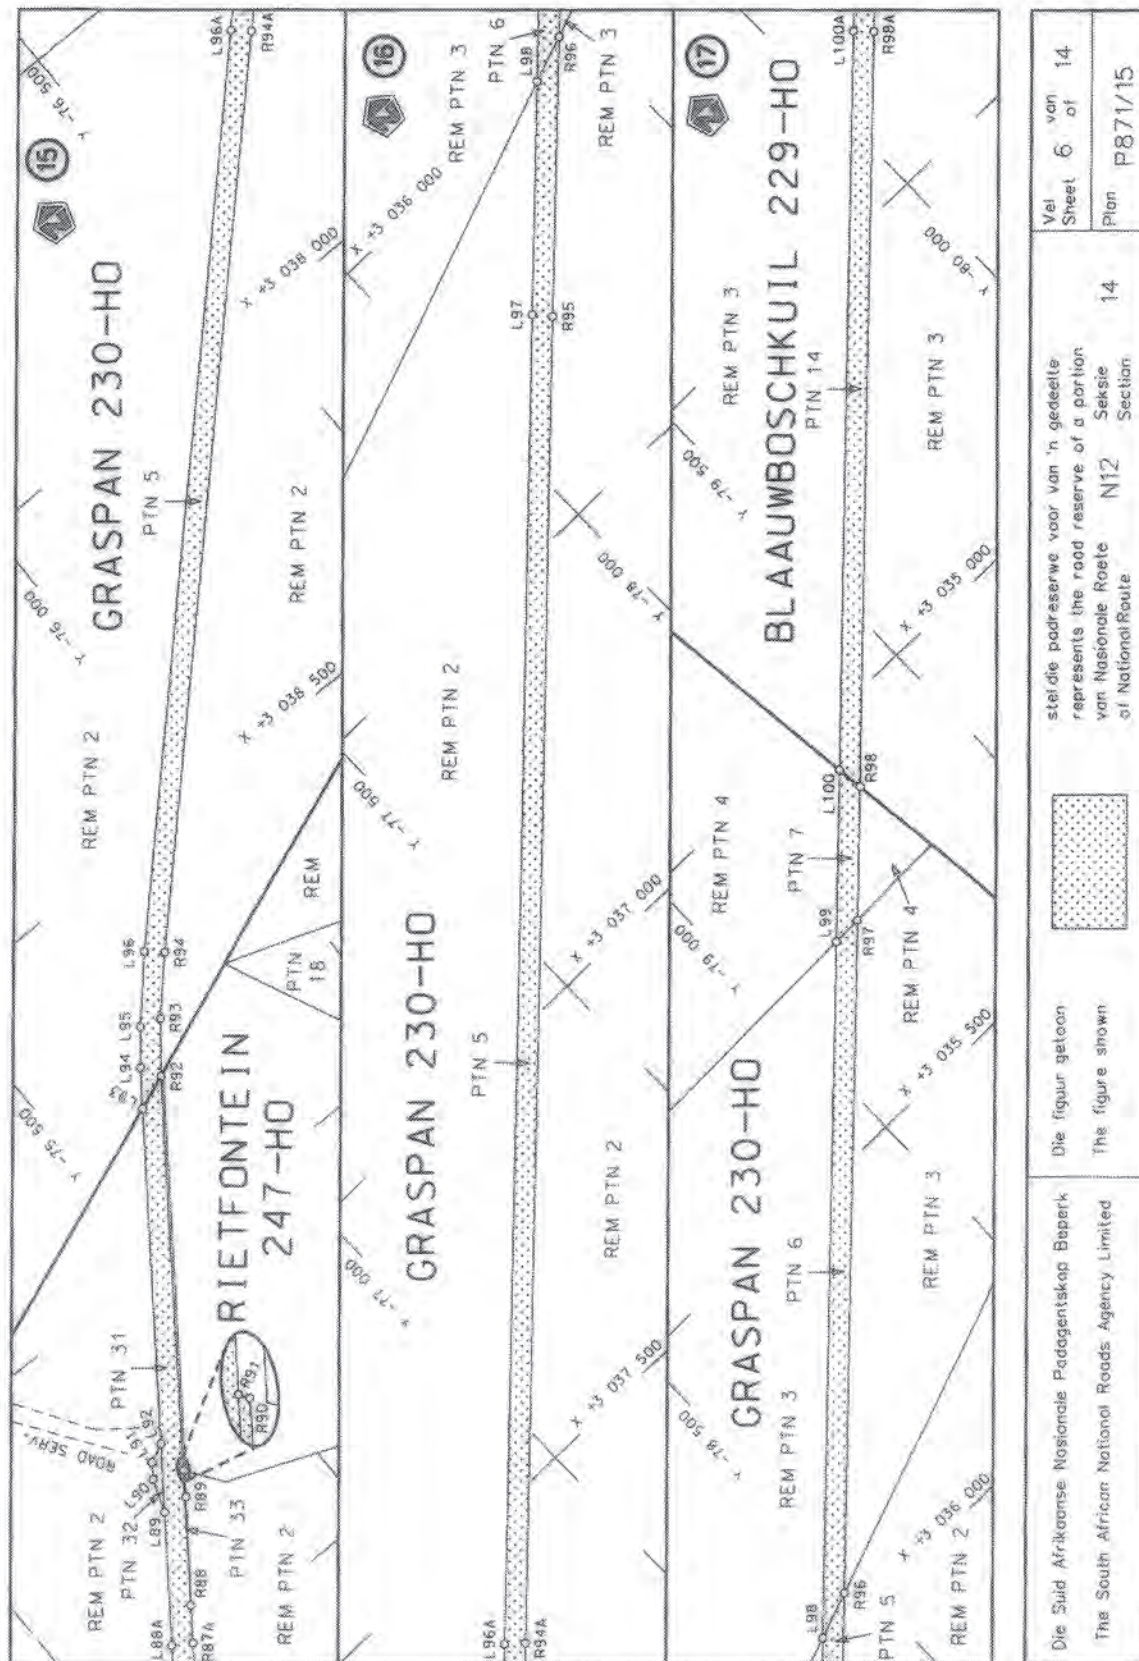 15
GRASPAN 230-HO
PTN 5
REM PTN 2
REM PTN 2
L96A
R94A
Y -76 500
Y -76 000
Y -75 500
X +3 038 000
X +3 038 500
L96
R94
L95
R93
L94
R92
RIETFONTEIN
247-HO
PTN
18
REM
PTN 31
ROAD SERV.
L92
L91
L90
L89
R91
R90
R89
R88
PTN 32
PTN 33
REM PTN 2
REM PTN 2
L88A
R87A
16
GRASPAN 230-HO
PTN 5
REM PTN 2
REM PTN 2
REM PTN 3
PTN 6
REM PTN 3
L98
R96
L97
R95
X +3 036 000
X +3 037 000
X +3 037 500
Y -78 000
Y -77 500
-77 000
L96A
R94A
17
BLAAUWBOSCHKUIL 229-HO
PTN 14
REM PTN 3
REM PTN 3
L100A
R98A
Y -80 000
Y -79 500
X +3 035 000
L100
R98
PTN 7
REM PTN 4
REM PTN 4
L99
R97
Y -79 000
X +3 035 500
GRASPAN 230-HO
PTN 6
REM PTN 3
REM PTN 3
Y -78 500
X +3 036 000
L98
R96
PTN 5
REM PTN 2
Die Suid Afrikaanse Nasionale Padagentskap Beperk
The South African National Roads Agency Limited
Die figuur getoon
The figure shown
stel die padreserwe voor van 'n gedeelte
represents the road reserve of a portion
van Nasionale Roete N12 Seksie 14
of National Route Section
Vel 6 van 14
Sheet of
Plan P871/15